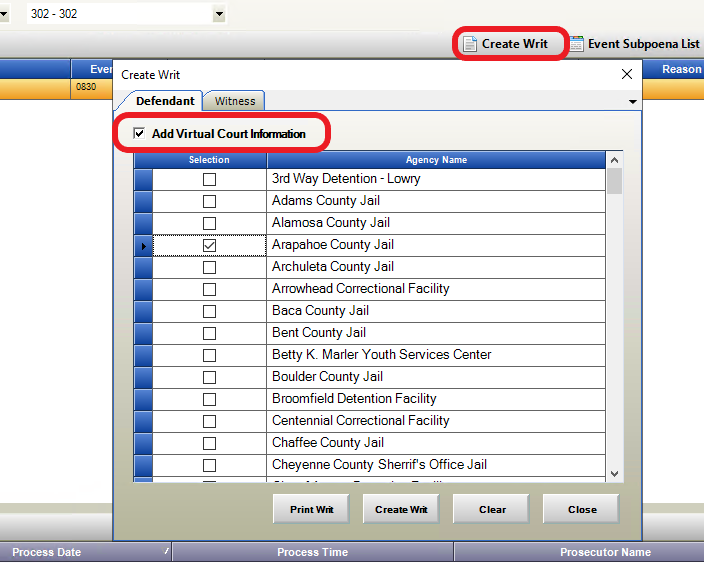 302 - 302
Create Writ
Event Subpoena List
Reason
0830
Create Writ
Defendant
Witness
Add Virtual Court Information
Selection
Agency Name
3rd Way Detention - Lowry
Adams County Jail
Alamosa County Jail
Arapahoe County Jail
Archuleta County Jail
Arrowhead Correctional Facility
Baca County Jail
Bent County Jail
Betty K. Marler Youth Services Center
Boulder County Jail
Broomfield Detention Facility
Centennial Correctional Facility
Chaffee County Jail
Cheyenne County Sherrif's Office Jail
Print Writ
Create Writ
Clear
Close
Process Date
Process Time
Prosecutor Name